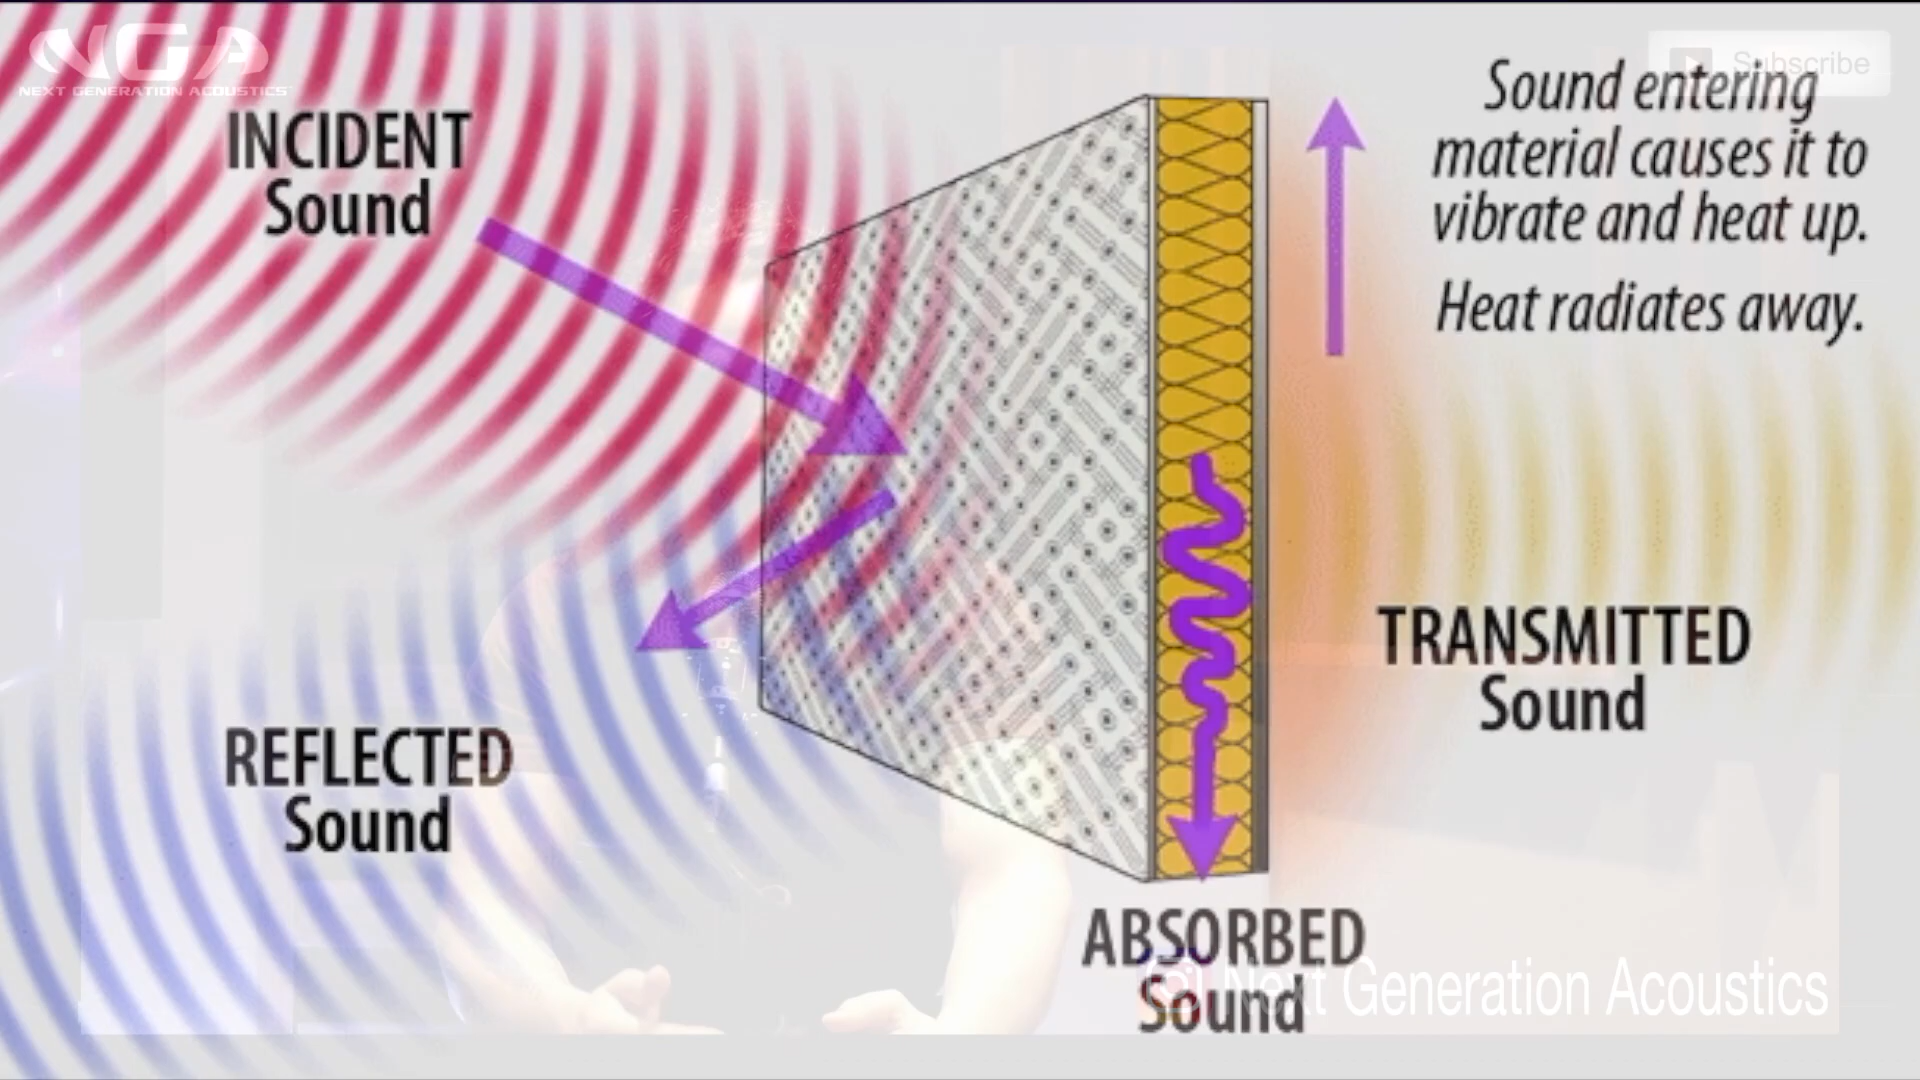 NGA
NEXT GENERATION ACOUSTICS
Subscribe
INCIDENT
Sound
Sound entering
material causes it to
vibrate and heat up.
Heat radiates away.
TRANSMITTED
Sound
REFLECTED
Sound
ABSORBED
Sound
Next Generation Acoustics